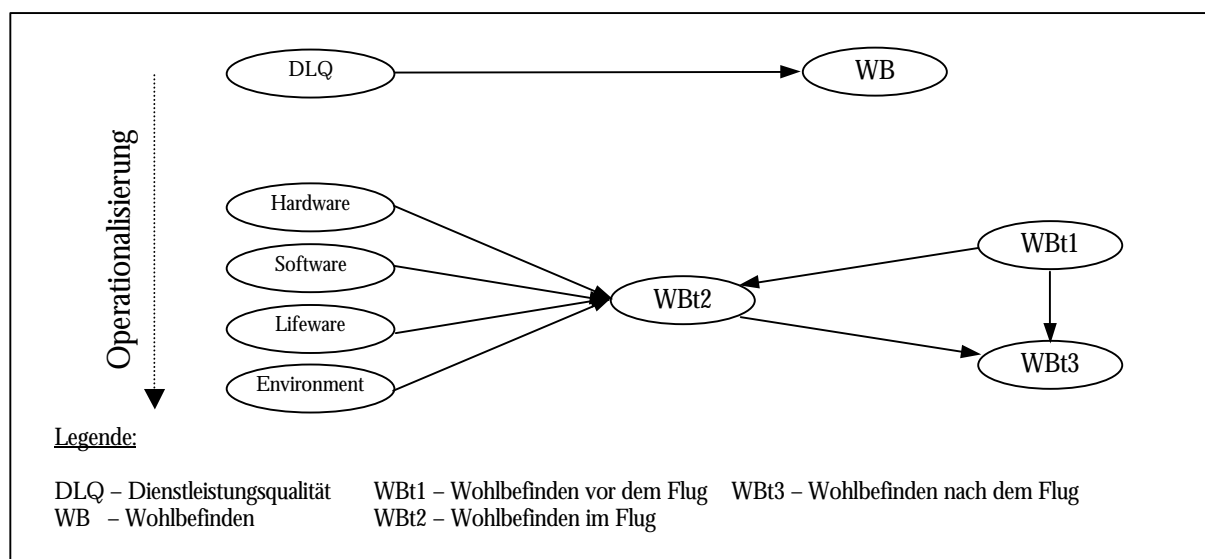 DLQ
WB
Operationalisierung
Hardware
Software
Lifeware
Environment
WBt1
WBt2
WBt3
Legende:
DLQ – Dienstleistungsqualität WBt1 – Wohlbefinden vor dem Flug WBt3 – Wohlbefinden nach dem Flug
WB – Wohlbefinden WBt2 – Wohlbefinden im Flug